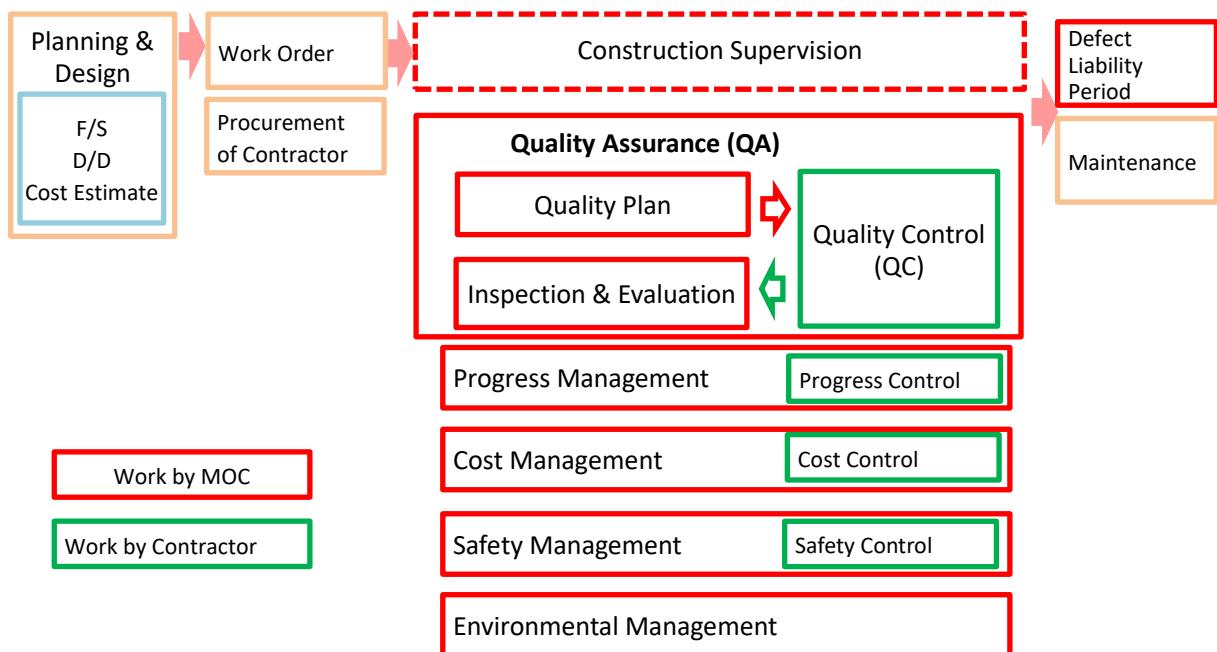 Planning &
Design
F/S
D/D
Cost Estimate
Work Order
Procurement
of Contractor
Construction Supervision
Quality Assurance (QA)
Quality Plan
Inspection & Evaluation
Quality Control
(QC)
Progress Management
Progress Control
Cost Management
Cost Control
Safety Management
Safety Control
Environmental Management
Defect
Liability
Period
Maintenance
Work by MOC
Work by Contractor